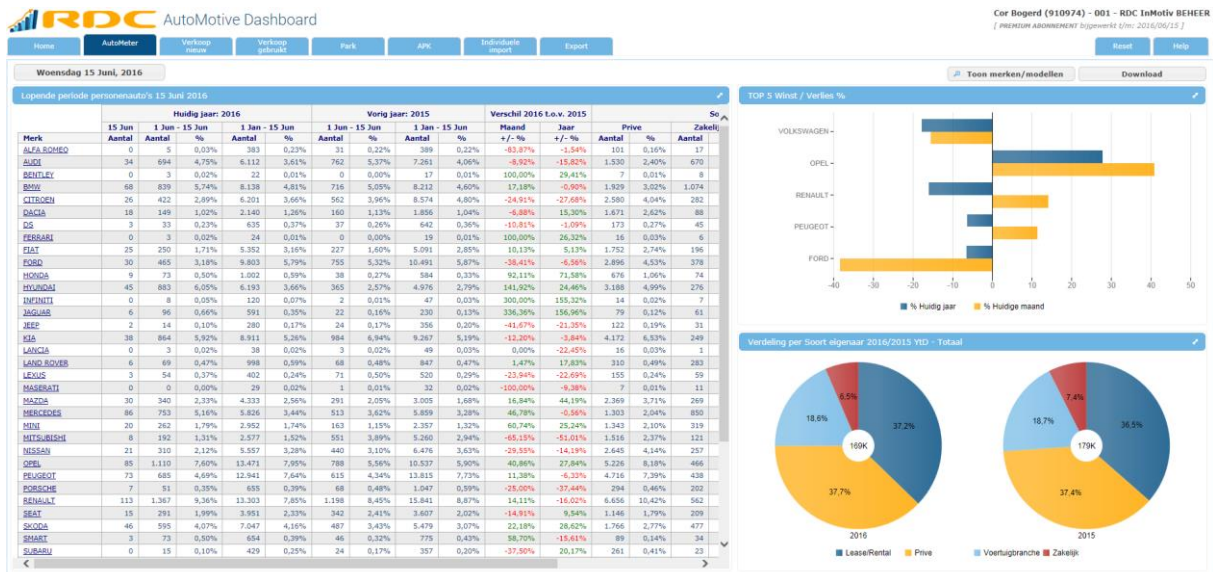 RDC AutoMotive Dashboard
Cor Bogerd (910974) - 001 - RDC InMotiv BEHEER
[ PREMIUM ABONNEMENT bijgewerkt t/m: 2016/06/15 ]
Home AutoMeter Verkoop nieuw Verkoop gebruikt Park APK Individuele import Export Reset Help
Woensdag 15 Juni, 2016 Toon merken/modellen Download
Lopende periode personenauto's 15 Juni 2016
Huidig jaar: 2016 Vorig jaar: 2015 Verschil 2016 t.o.v. 2015 So
15 Jun 1 Jun - 15 Jun 1 Jan - 15 Jun 1 Jun - 15 Jun 1 Jan - 15 Jun Maand Jaar Prive Zakelij
Merk Aantal Aantal % Aantal % Aantal % Aantal % +/- % +/- % Aantal % Aantal
ALFA ROMEO 0 5 0,03% 383 0,23% 31 0,22% 389 0,22% -83,87% -1,54% 101 0,16% 17
AUDI 34 694 4,75% 6.112 3,61% 762 5,37% 7.261 4,06% -8,92% -15,82% 1.530 2,40% 670
BENTLEY 0 3 0,02% 22 0,01% 0 0,00% 17 0,01% 100,00% 29,41% 7 0,01% 8
BMW 68 839 5,74% 8.138 4,81% 716 5,05% 8.212 4,60% 17,18% -0,90% 1.929 3,02% 1.074
CITROEN 26 422 2,89% 6.201 3,66% 562 3,96% 8.574 4,80% -24,91% -27,68% 2.580 4,04% 282
DACIA 18 149 1,02% 2.140 1,26% 160 1,13% 1.856 1,04% -6,88% 15,30% 1.671 2,62% 88
DS 3 33 0,23% 635 0,37% 37 0,26% 642 0,36% -10,81% -1,09% 173 0,27% 45
FERRARI 0 3 0,02% 24 0,01% 0 0,00% 19 0,01% 100,00% 26,32% 16 0,03% 6
FIAT 25 250 1,71% 5.352 3,16% 227 1,60% 5.091 2,85% 10,13% 5,13% 1.752 2,74% 196
FORD 30 465 3,18% 9.803 5,79% 755 5,32% 10.491 5,87% -38,41% -6,56% 2.896 4,53% 378
HONDA 9 73 0,50% 1.002 0,59% 38 0,27% 584 0,33% 92,11% 71,58% 676 1,06% 74
HYUNDAI 45 883 6,05% 6.193 3,66% 365 2,57% 4.976 2,79% 141,92% 24,46% 3.188 4,99% 276
INFINITI 0 8 0,05% 120 0,07% 2 0,01% 47 0,03% 300,00% 155,32% 14 0,02% 7
JAGUAR 6 96 0,66% 591 0,35% 22 0,16% 230 0,13% 336,36% 156,96% 79 0,12% 61
JEEP 2 14 0,10% 280 0,17% 24 0,17% 356 0,20% -41,67% -21,35% 122 0,19% 31
KIA 38 864 5,92% 8.911 5,26% 984 6,94% 9.267 5,19% -12,20% -3,84% 4.172 6,53% 249
LANCIA 0 3 0,02% 38 0,02% 3 0,02% 49 0,03% 0,00% -22,45% 16 0,03% 1
LAND ROVER 6 69 0,47% 998 0,59% 68 0,48% 847 0,47% 1,47% 17,83% 310 0,49% 283
LEXUS 3 54 0,37% 402 0,24% 71 0,50% 520 0,29% -23,94% -22,69% 155 0,24% 59
MASERATI 0 0 0,00% 29 0,02% 1 0,01% 32 0,02% -100,00% -9,38% 7 0,01% 11
MAZDA 30 340 2,33% 4.333 2,56% 291 2,05% 3.005 1,68% 16,84% 44,19% 2.369 3,71% 269
MERCEDES 86 753 5,16% 5.826 3,44% 513 3,62% 5.859 3,28% 46,78% -0,56% 1.303 2,04% 850
MINI 20 262 1,79% 2.952 1,74% 163 1,15% 2.357 1,32% 60,74% 25,24% 1.343 2,10% 319
MITSUBISHI 8 192 1,31% 2.577 1,52% 551 3,89% 5.260 2,94% -65,15% -51,01% 1.516 2,37% 121
NISSAN 21 310 2,12% 5.557 3,28% 440 3,10% 6.476 3,63% -29,55% -14,19% 2.645 4,14% 257
OPEL 85 1.110 7,60% 13.471 7,95% 788 5,56% 10.537 5,90% 40,86% 27,84% 5.226 8,18% 466
PEUGEOT 73 685 4,69% 12.941 7,64% 615 4,34% 13.815 7,73% 11,38% -6,33% 4.716 7,39% 438
PORSCHE 7 51 0,35% 655 0,39% 68 0,48% 1.047 0,59% -25,00% -37,44% 294 0,46% 202
RENAULT 113 1.367 9,36% 13.303 7,85% 1.198 8,45% 15.841 8,87% 14,11% -16,02% 6.656 10,42% 562
SEAT 15 291 1,99% 3.951 2,33% 342 2,41% 3.607 2,02% -14,91% 9,54% 1.146 1,79% 209
SKODA 46 595 4,07% 7.047 4,16% 487 3,43% 5.479 3,07% 22,18% 28,62% 1.766 2,77% 477
SMART 3 73 0,50% 654 0,39% 46 0,32% 775 0,43% 58,70% -15,61% 89 0,14% 34
SUBARU 0 15 0,10% 429 0,25% 24 0,17% 357 0,20% -37,50% 20,17% 261 0,41% 23
TOP 5 Winst / Verlies %
VOLKSWAGEN
OPEL
RENAULT
PEUGEOT
FORD
-40 -30 -20 -10 0 10 20 30 40 50
% Huidig jaar % Huidige maand
Verdeling per Soort eigenaar 2016/2015 YtD - Totaal
6,5% 7,4%
18,6% 37,2% 18,7% 36,5%
169K 179K
37,7% 37,4%
2016 2015
Lease/Rental Prive Voertuigbranche Zakelijk